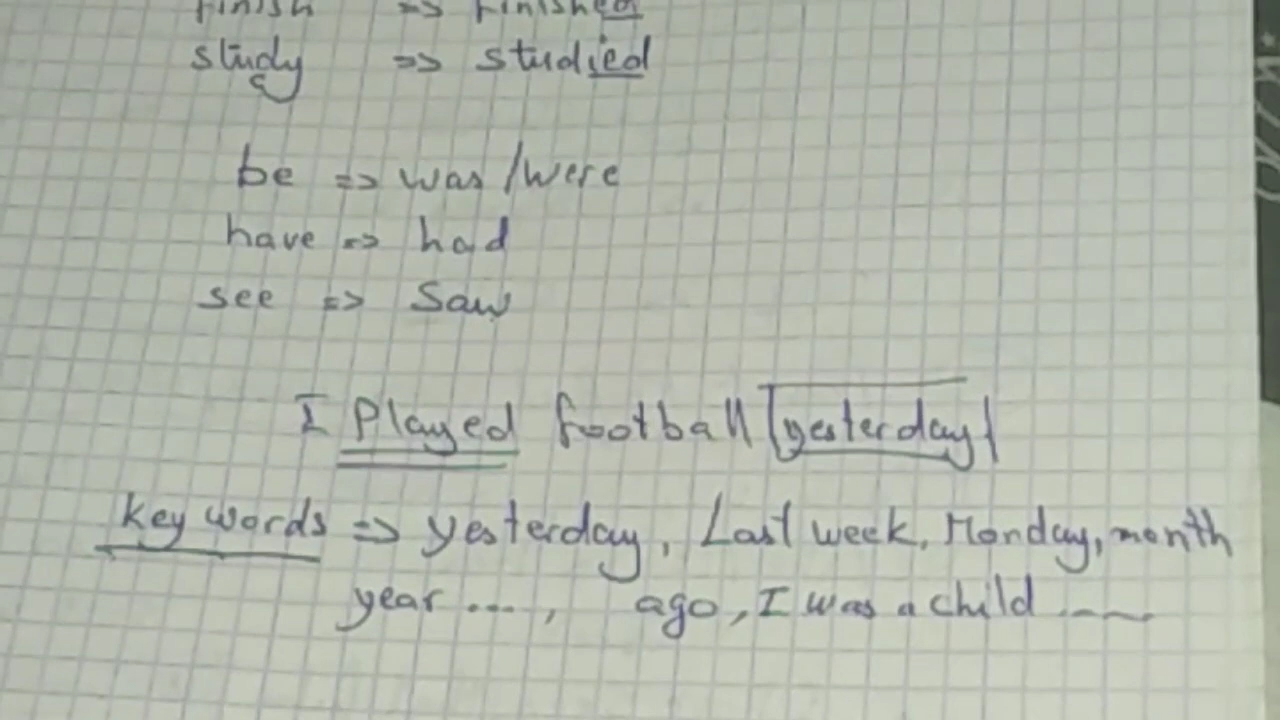 finish => finished
study => studied
be => was/were
have => had
see => saw
I Played football [yesterday]
key words => yesterday, Last week, Monday, month
year ...., ago, I was a child ......